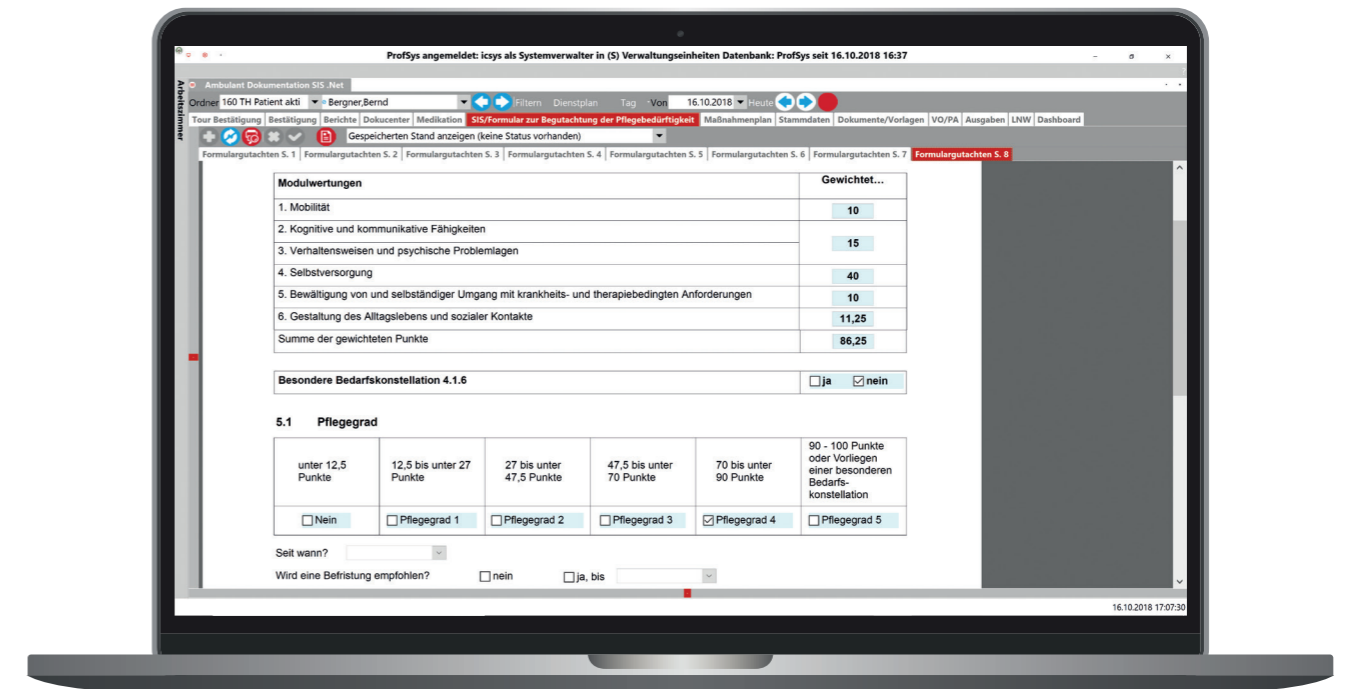 ProfSys angemeldet: icsys als Systemverwalter in (S) Verwaltungseinheiten Datenbank: ProfSys seit 16.10.2018 16:37
Arbeitszimmer
Ambulant Dokumentation SIS .Net
Ordner 160 TH Patient akti Bergner,Bernd Filtern Dienstplan Tag Von 16.10.2018 Heute
Tour Bestätigung Bestätigung Berichte Dokucenter Medikation SIS/Formular zur Begutachtung der Pflegebedürftigkeit Maßnahmenplan Stammdaten Dokumente/Vorlagen VO/PA Ausgaben LNW Dashboard
Gespeicherten Stand anzeigen (keine Status vorhanden)
Formulargutachten S. 1 Formulargutachten S. 2 Formulargutachten S. 3 Formulargutachten S. 4 Formulargutachten S. 5 Formulargutachten S. 6 Formulargutachten S. 7 Formulargutachten S. 8
Modulwertungen Gewichtet...
1. Mobilität 10
2. Kognitive und kommunikative Fähigkeiten
15
3. Verhaltensweisen und psychische Problemlagen
4. Selbstversorgung 40
5. Bewältigung von und selbständiger Umgang mit krankheits- und therapiebedingten Anforderungen 10
6. Gestaltung des Alltagslebens und sozialer Kontakte 11,25
Summe der gewichteten Punkte 86,25
Besondere Bedarfskonstellation 4.1.6 ja nein
5.1 Pflegegrad
unter 12,5
Punkte
12,5 bis unter 27
Punkte
27 bis unter
47,5 Punkte
47,5 bis unter
70 Punkte
70 bis unter
90 Punkte
90 - 100 Punkte
oder Vorliegen
einer besonderen
Bedarfs-
konstellation
Nein Pflegegrad 1 Pflegegrad 2 Pflegegrad 3 Pflegegrad 4 Pflegegrad 5
Seit wann?
Wird eine Befristung empfohlen? nein ja, bis
16.10.2018 17:07:30